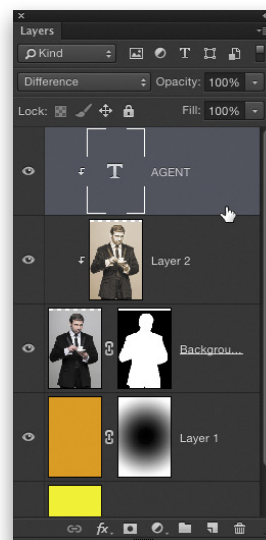 Layers
Kind
T
Difference Opacity: 100%
Lock: Fill: 100%
T AGENT
Layer 2
Backgrou...
Layer 1
fx.